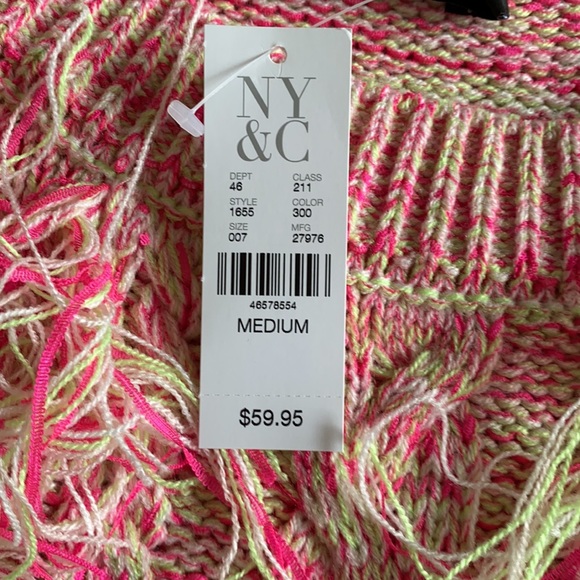 NY
&C
DEPT CLASS
46 211
STYLE COLOR
1655 300
SIZE MFG
007 27976
46578554
MEDIUM
$59.95